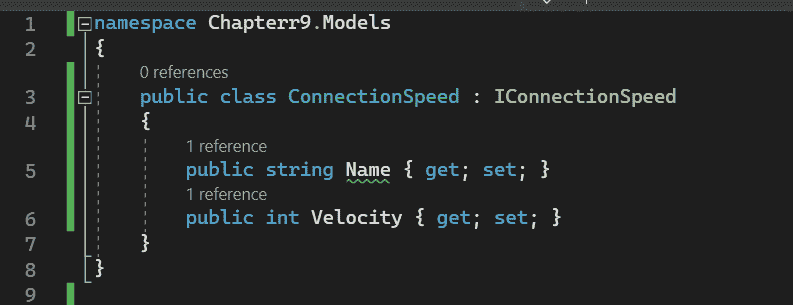 1 namespace Chapterr9.Models
2 {
0 references
3 public class ConnectionSpeed : IConnectionSpeed
4 {
1 reference
5 public string Name { get; set; }
1 reference
6 public int Velocity { get; set; }
7 }
8 }
9